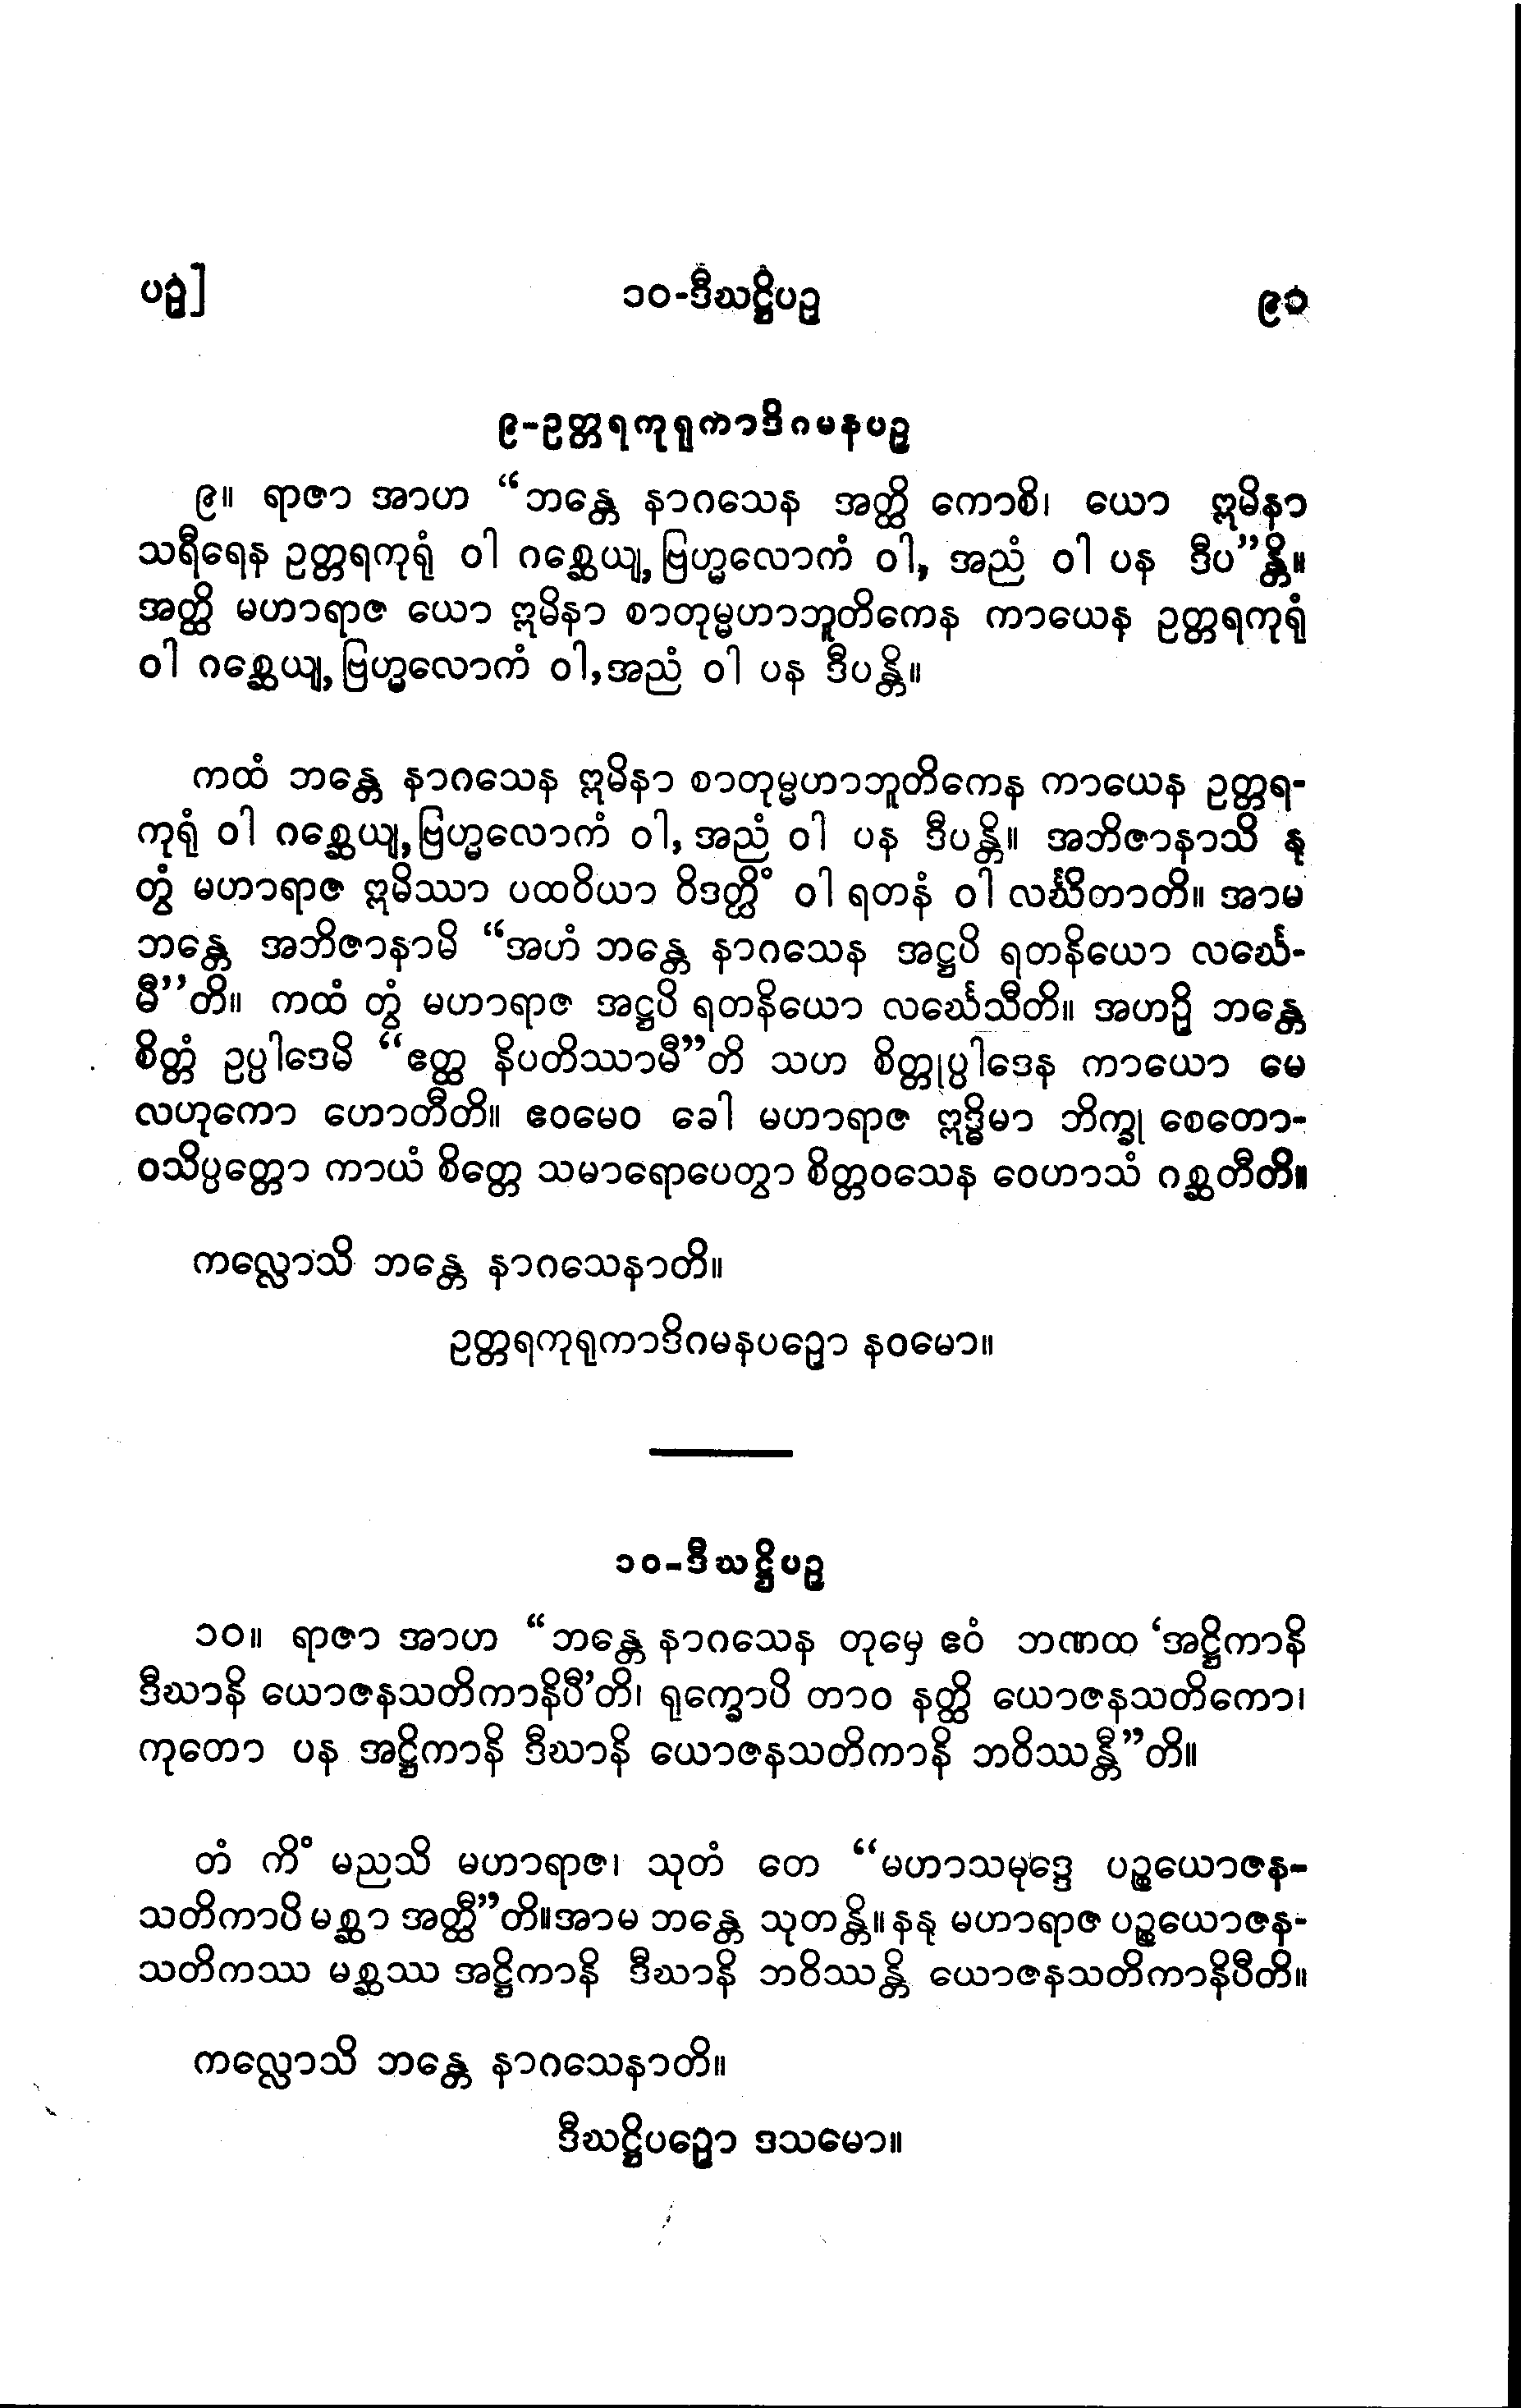 ပဥှံ]
၁၀-ဒီဃဋ္ဌိပဉှ
၉၁
၉-ဥတ္တရကုရုကာဒိဂမနပဉှ
၉။ ရာဇာ အာဟ “ဘန္တေ နာဂသေန အတ္ထိ ကောစိ၊ ယော ဣမိနာ
သရီရေန ဥတ္တရကုရုံ ဝါ ဂစ္ဆေယျ, ဗြဟ္မလောကံ ဝါ, အညံ ဝါ ပန ဒီပ”န္တိ။
အတ္ထိ မဟာရာဇ ယော ဣမိနာ စာတုမ္မဟာဘူတိကေန ကာယေန ဥတ္တရကုရုံ
ဝါ ဂစ္ဆေယျ, ဗြဟ္မလောကံ ဝါ, အညံ ဝါ ပန ဒီပန္တိ။
ကထံ ဘန္တေ နာဂသေန ဣမိနာ စာတုမ္မဟာဘူတိကေန ကာယေန ဥတ္တရ-
ကုရုံ ဝါ ဂစ္ဆေယျ, ဗြဟ္မလောကံ ဝါ, အညံ ဝါ ပန ဒီပန္တိ။ အဘိဇာနာသိ နု
တွံ မဟာရာဇ ဣမိဿာ ပထဝိယာ ဝိဒတ္ထိံ ဝါ ရတနံ ဝါ လင်္ဃိတာတိ။ အာမ
ဘန္တေ အဘိဇာနာမိ “အဟံ ဘန္တေ နာဂသေန အဋ္ဌပိ ရတနိယော လင်္ဃေ-
မီ”တိ။ ကထံ တွံ မဟာရာဇ အဋ္ဌပိ ရတနိယော လင်္ဃေသီတိ။ အဟဉှိ ဘန္တေ
စိတ္တံ ဥပ္ပါဒေမိ “ဧတ္ထ နိပတိဿာမီ”တိ သဟ စိတ္တုပ္ပါဒေန ကာယော မေ
လဟုကော ဟောတီတိ။ ဧဝမေဝ ခေါ မဟာရာဇ ဣဒ္ဓိမာ ဘိက္ခု စေတော-
ဝသိပ္ပတ္တော ကာယံ စိတ္တေ သမာရောပေတွာ စိတ္တဝသေန ဝေဟာသံ ဂစ္ဆတီတိ။
ကလ္လောသိ ဘန္တေ နာဂသေနာတိ။
ဥတ္တရကုရုကာဒိဂမနပဉှော နဝမော။
၁၀-ဒီဃဋ္ဌိပဉှ
၁၀။ ရာဇာ အာဟ “ဘန္တေ နာဂသေန တုမှေ ဧဝံ ဘဏထ ‘အဋ္ဌိကာနိ
ဒီဃာနိ ယောဇနသတိကာနိပီ’တိ၊ ရုက္ခောပိ တာဝ နတ္ထိ ယောဇနသတိကော၊
ကုတော ပန အဋ္ဌိကာနိ ဒီဃာနိ ယောဇနသတိကာနိ ဘဝိဿန္တီ”တိ။
တံ ကိံ မညသိ မဟာရာဇ၊ သုတံ တေ “မဟာသမုဒ္ဒေ ပဉ္စယောဇန-
သတိကာပိ မစ္ဆာ အတ္ထီ”တိ။အာမ ဘန္တေ သုတန္တိ။ နနု မဟာရာဇ ပဉ္စယောဇန-
သတိကဿ မစ္ဆဿ အဋ္ဌိကာနိ ဒီဃာနိ ဘဝိဿန္တိ ယောဇနသတိကာနိပီတိ။
ကလ္လောသိ ဘန္တေ နာဂသေနာတိ။
ဒီဃဋ္ဌိပဉှော ဒသမော။